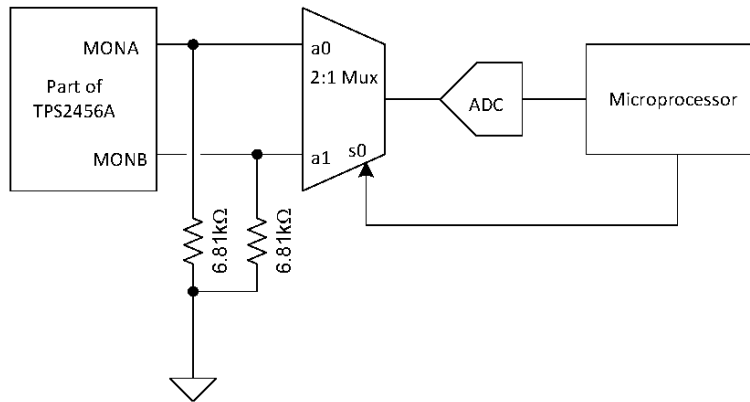 MONA
Part of
TPS2456A
MONB
a0
2:1 Mux
s0
a1
ADC
Microprocessor
6.81kΩ
6.81kΩ